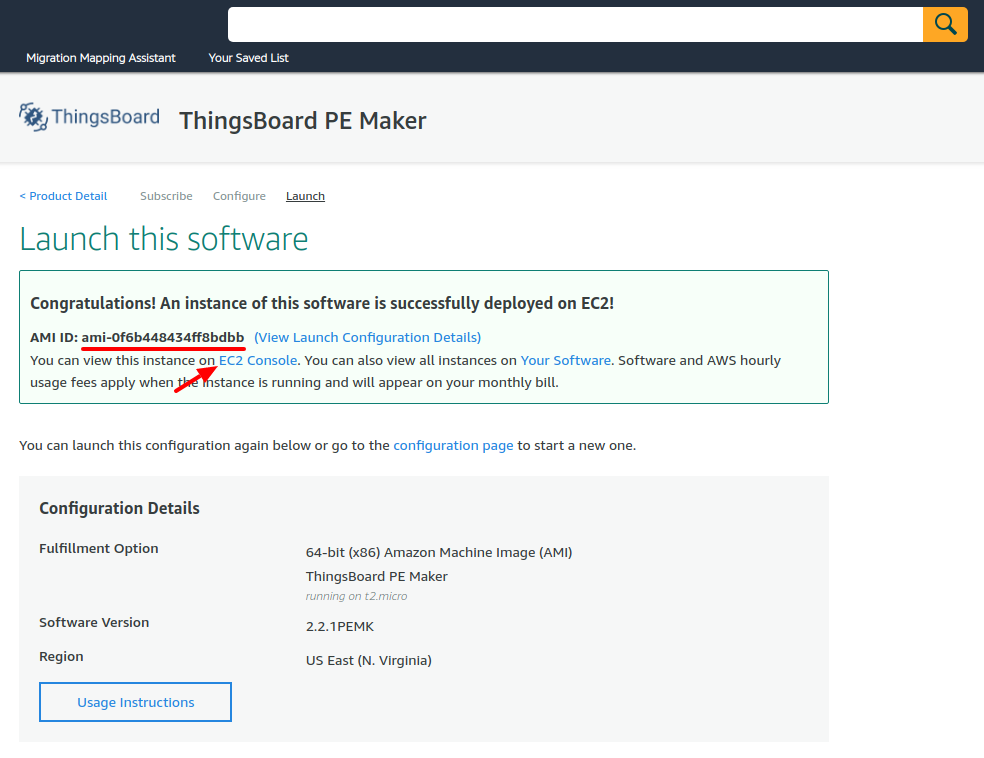 Migration Mapping Assistant Your Saved List
ThingsBoard ThingsBoard PE Maker
< Product Detail Subscribe Configure Launch
Launch this software
Congratulations! An instance of this software is successfully deployed on EC2!
AMI ID: ami-0f6b448434ff8bdbb (View Launch Configuration Details)
You can view this instance on EC2 Console. You can also view all instances on Your Software. Software and AWS hourly
usage fees apply when the instance is running and will appear on your monthly bill.
You can launch this configuration again below or go to the configuration page to start a new one.
Configuration Details
Fulfillment Option
64-bit (x86) Amazon Machine Image (AMI)
ThingsBoard PE Maker
running on t2.micro
Software Version
2.2.1PEMK
Region
US East (N. Virginia)
Usage Instructions